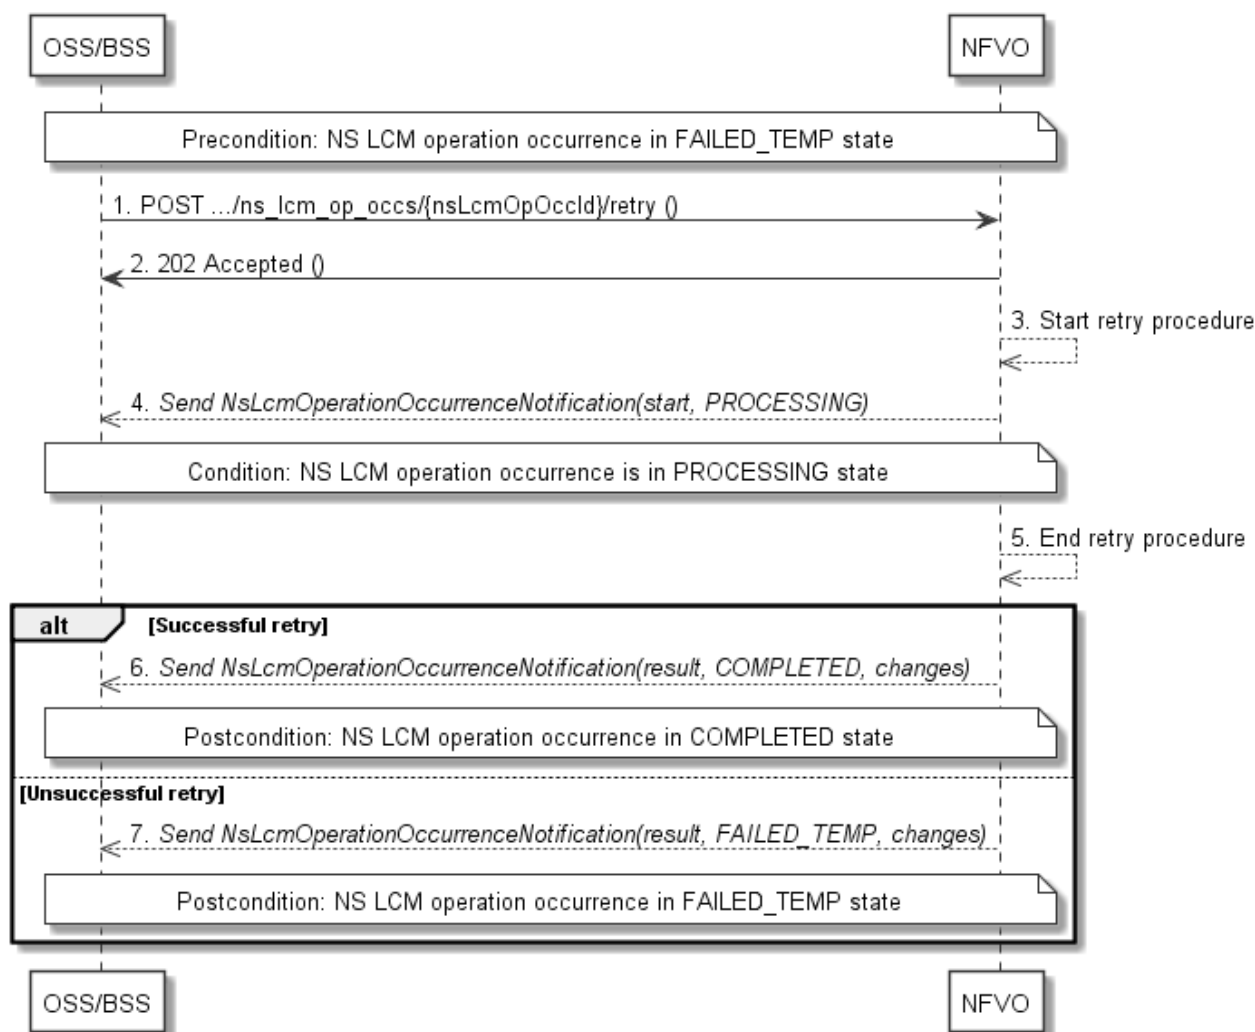 OSS/BSS
NFVO
Precondition: NS LCM operation occurrence in FAILED_TEMP state
1. POST .../ns_lcm_op_occs/{nsLcmOpOccId}/retry ()
2. 202 Accepted ()
3. Start retry procedure
4. Send NsLcmOperationOccurrenceNotification(start, PROCESSING)
Condition: NS LCM operation occurrence is in PROCESSING state
5. End retry procedure
alt
[Successful retry]
6. Send NsLcmOperationOccurrenceNotification(result, COMPLETED, changes)
Postcondition: NS LCM operation occurrence in COMPLETED state
[Unsuccessful retry]
7. Send NsLcmOperationOccurrenceNotification(result, FAILED_TEMP, changes)
Postcondition: NS LCM operation occurrence in FAILED_TEMP state
OSS/BSS
NFVO